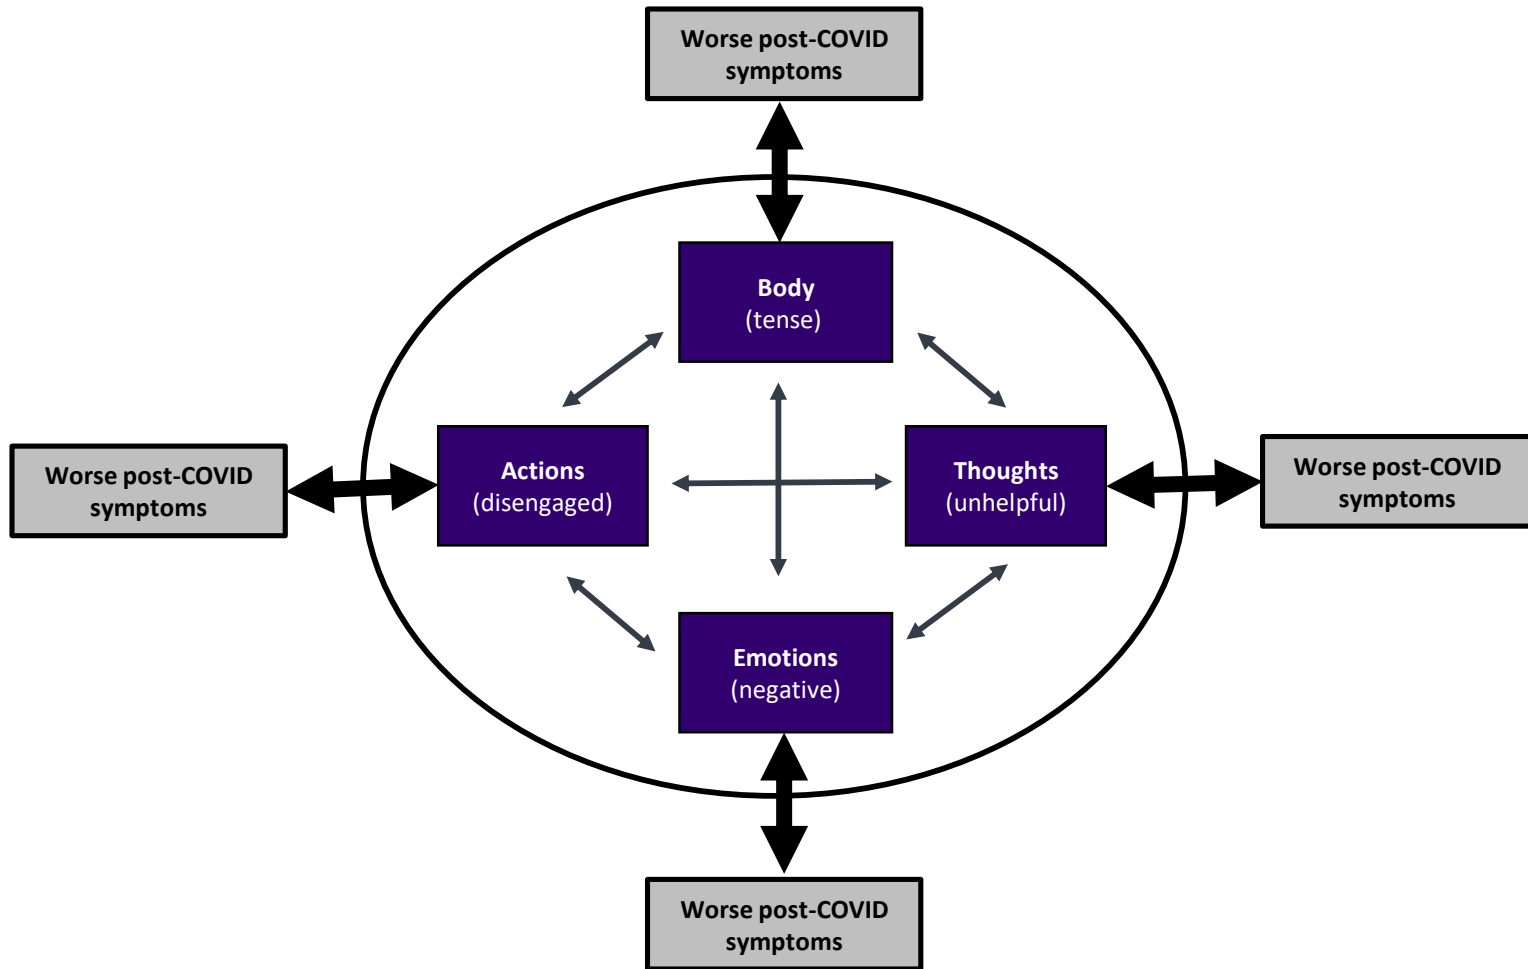 Worse post-COVID
symptoms
Body
(tense)
Worse post-COVID
symptoms
Actions
(disengaged)
Thoughts
(unhelpful)
Worse post-COVID
symptoms
Emotions
(negative)
Worse post-COVID
symptoms